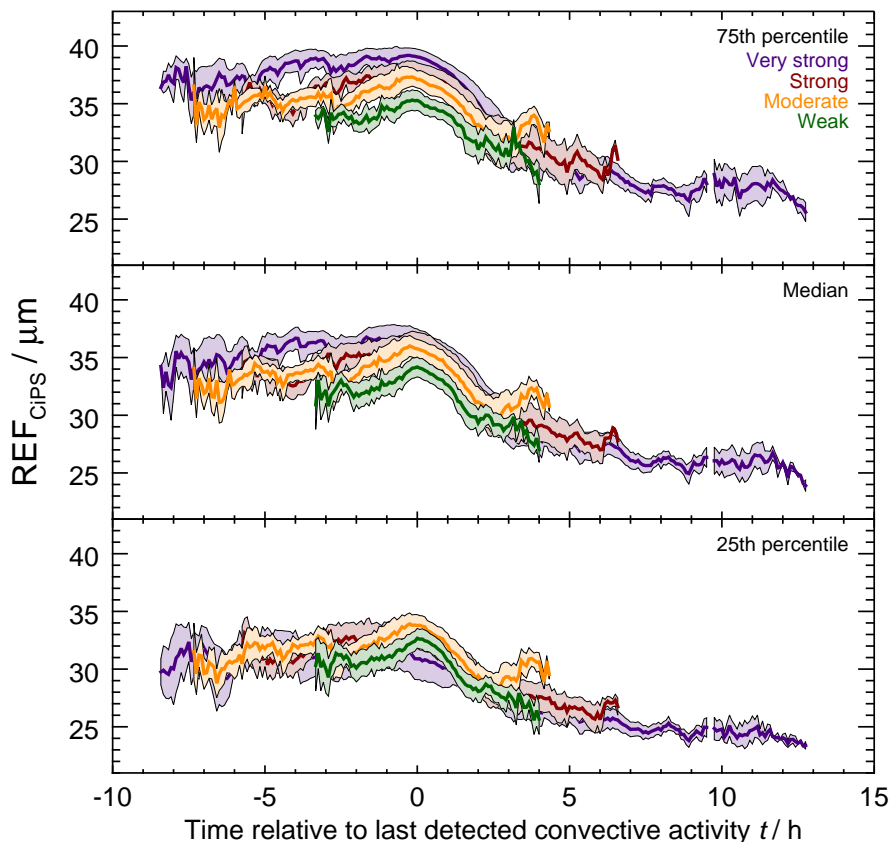 75th percentile
Very strong
Strong
Moderate
Weak
40
35
30
25
Median
40
35
30
25
25th percentile
40
35
30
25
REF_CiPS / μm
-10 -5 0 5 10 15
Time relative to last detected convective activity t / h